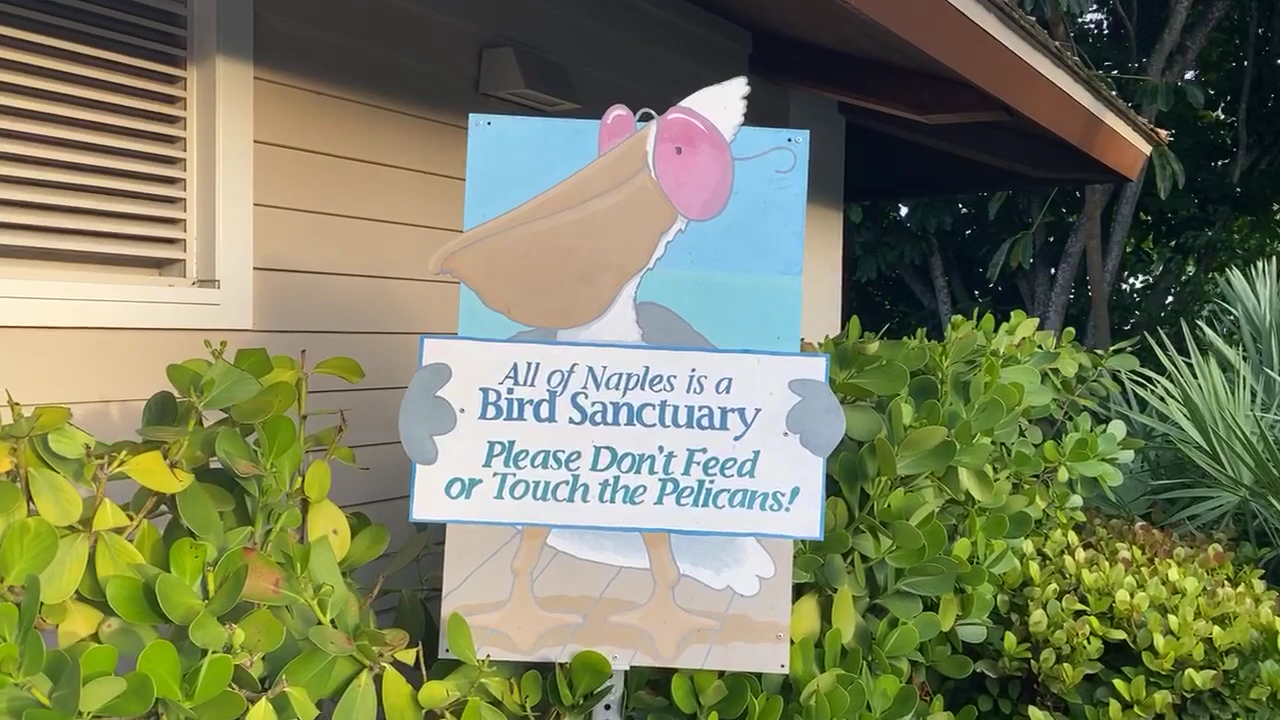 All of Naples is a
Bird Sanctuary
Please Don't Feed
or Touch the Pelicans!